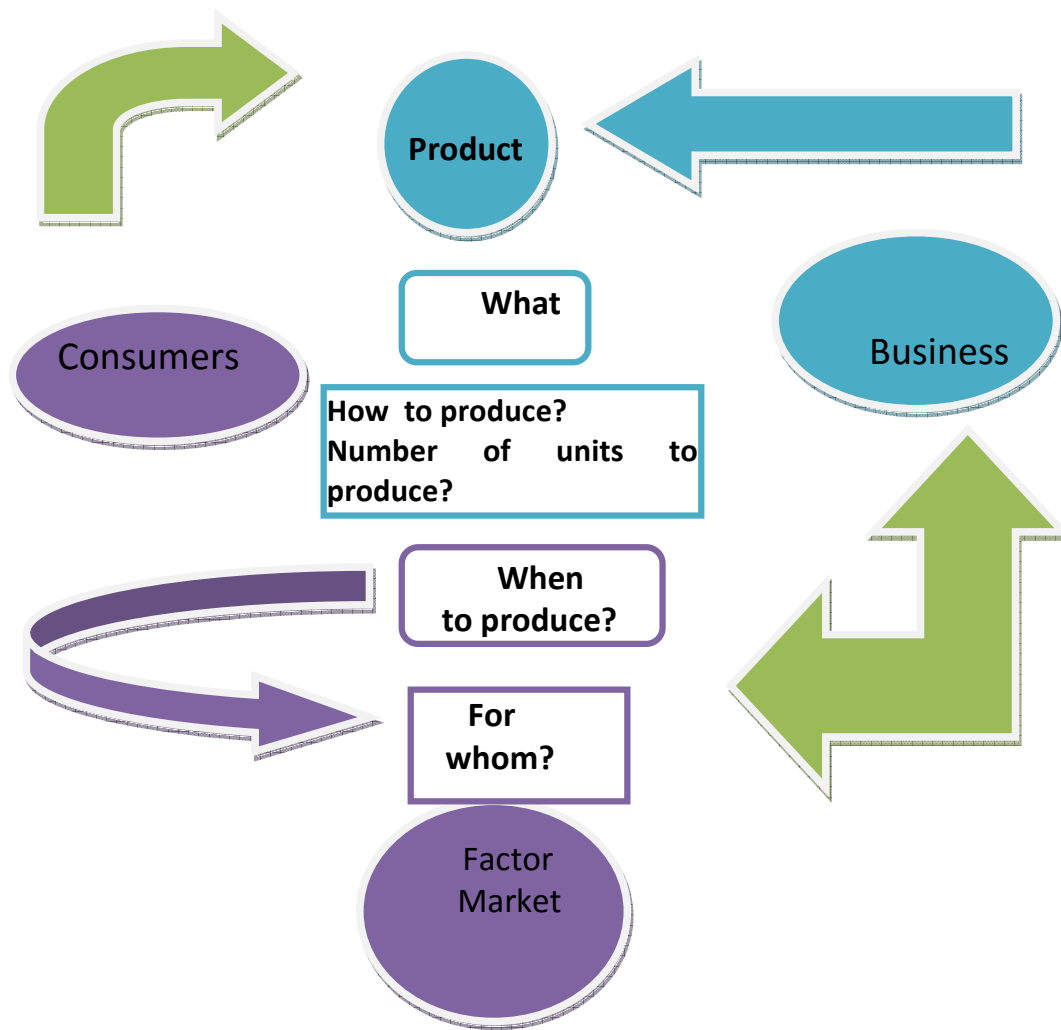 Product
What
Consumers
Business
How to produce?
Number of units to
produce?
When
to produce?
For
whom?
Factor
Market